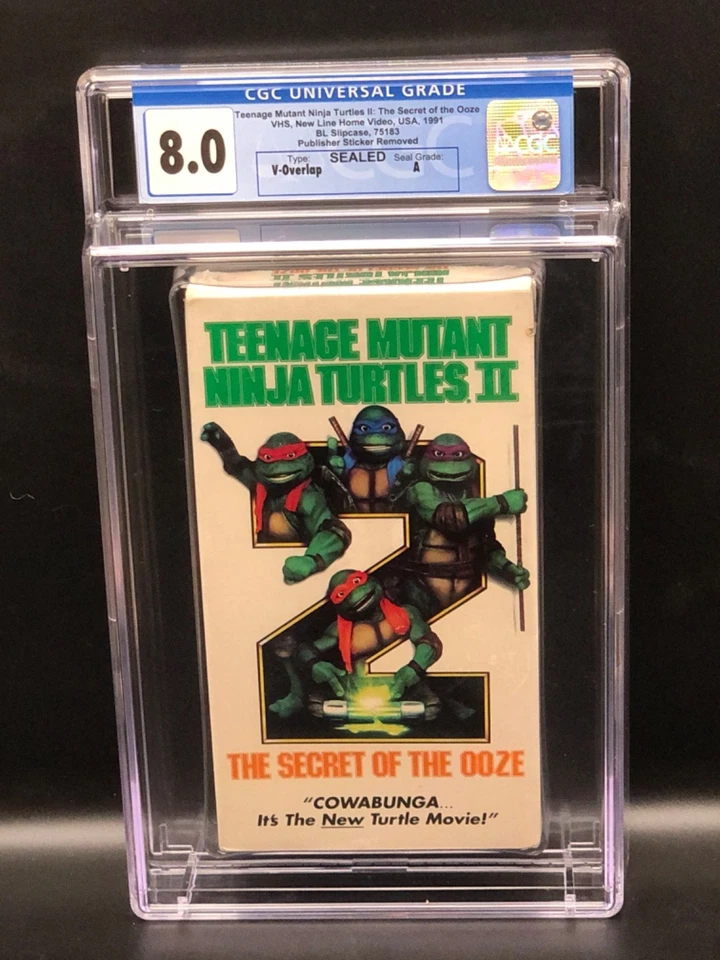 CGC UNIVERSAL GRADE
8.0
Teenage Mutant Ninja Turtles II: The Secret of the Ooze
VHS, New Line Home Video, USA, 1991
BL Slipcase, 75183
Publisher Sticker Removed
Type: SEALED Seal Grade:
V-Overlap A
CGC
TEENAGE MUTANT
NINJA TURTLES II
THE SECRET OF THE OOZE
"COWABUNGA...
It's The New Turtle Movie!"